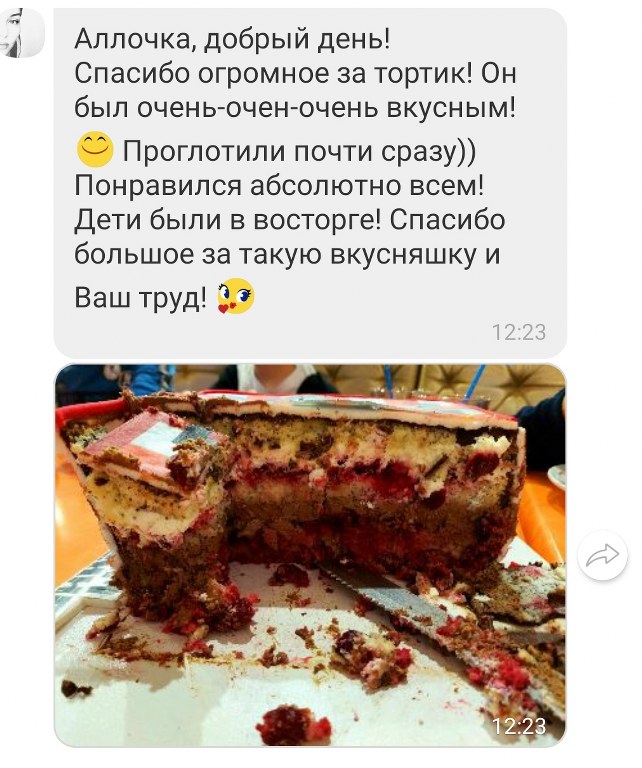 Аллочка, добрый день!
Спасибо огромное за тортик! Он
был очень-очен-очень вкусным!
😊 Проглотили почти сразу))
Понравился абсолютно всем!
Дети были в восторге! Спасибо
большое за такую вкусняшку и
Ваш труд! 😘
12:23
12:23